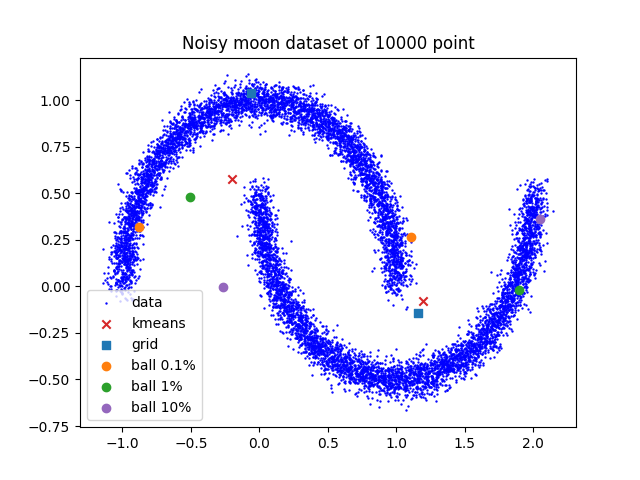 Noisy moon dataset of 10000 point
1.00
0.75
0.50
0.25
0.00
−0.25
−0.50
−0.75
data
kmeans
grid
ball 0.1%
ball 1%
ball 10%
−1.0 −0.5 0.0 0.5 1.0 1.5 2.0